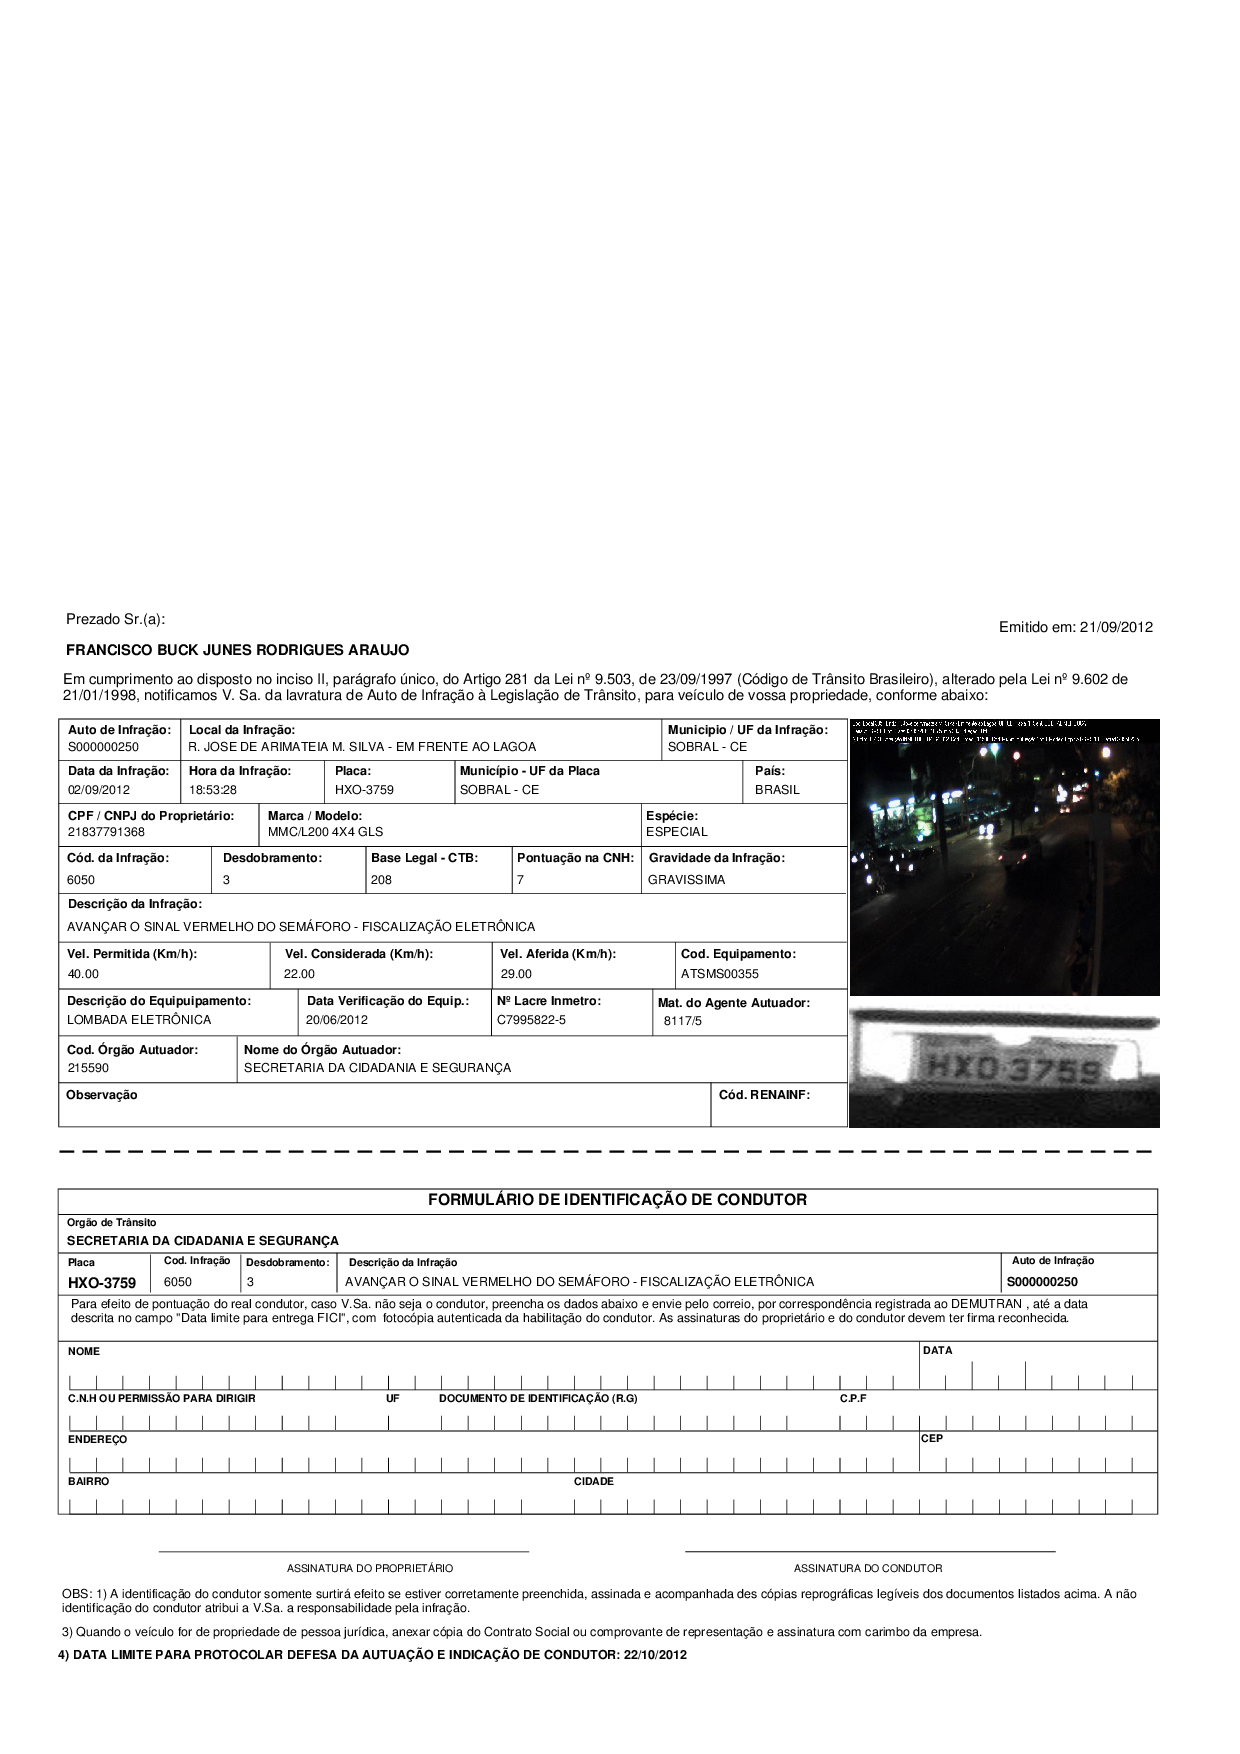 Prezado Sr.(a):
Emitido em: 21/09/2012
FRANCISCO BUCK JUNES RODRIGUES ARAUJO
Em cumprimento ao disposto no inciso II, parágrafo único, do Artigo 281 da Lei nº 9.503, de 23/09/1997 (Código de Trânsito Brasileiro), alterado pela Lei nº 9.602 de
21/01/1998, notificamos V. Sa. da lavratura de Auto de Infração à Legislação de Trânsito, para veículo de vossa propriedade, conforme abaixo:
Auto de Infração: Local da Infração: Municipio / UF da Infração:
S000000250 R. JOSE DE ARIMATEIA M. SILVA - EM FRENTE AO LAGOA SOBRAL - CE
Data da Infração: Hora da Infração: Placa: Município - UF da Placa País:
02/09/2012 18:53:28 HXO-3759 SOBRAL - CE BRASIL
CPF / CNPJ do Proprietário: Marca / Modelo: Espécie:
21837791368 MMC/L200 4X4 GLS ESPECIAL
Cód. da Infração: Desdobramento: Base Legal - CTB: Pontuação na CNH: Gravidade da Infração:
6050 3 208 7 GRAVISSIMA
Descrição da Infração:
AVANÇAR O SINAL VERMELHO DO SEMÁFORO - FISCALIZAÇÃO ELETRÔNICA
Vel. Permitida (Km/h): Vel. Considerada (Km/h): Vel. Aferida (Km/h): Cod. Equipamento:
40.00 22.00 29.00 ATSMS00355
Descrição do Equipuipamento: Data Verificação do Equip.: Nº Lacre Inmetro: Mat. do Agente Autuador:
LOMBADA ELETRÔNICA 20/06/2012 C7995822-5 8117/5
Cod. Órgão Autuador: Nome do Órgão Autuador:
215590 SECRETARIA DA CIDADANIA E SEGURANÇA
Observação Cód. RENAINF:
HXO-3759
FORMULÁRIO DE IDENTIFICAÇÃO DE CONDUTOR
Orgão de Trânsito
SECRETARIA DA CIDADANIA E SEGURANÇA
Placa Cod. Infração Desdobramento: Descrição da Infração Auto de Infração
HXO-3759 6050 3 AVANÇAR O SINAL VERMELHO DO SEMÁFORO - FISCALIZAÇÃO ELETRÔNICA S000000250
Para efeito de pontuação do real condutor, caso V.Sa. não seja o condutor, preencha os dados abaixo e envie pelo correio, por correspondência registrada ao DEMUTRAN , até a data
descrita no campo "Data limite para entrega FICI", com fotocópia autenticada da habilitação do condutor. As assinaturas do proprietário e do condutor devem ter firma reconhecida.
NOME DATA
C.N.H OU PERMISSÃO PARA DIRIGIR UF DOCUMENTO DE IDENTIFICAÇÃO (R.G) C.P.F
ENDEREÇO CEP
BAIRRO CIDADE
ASSINATURA DO PROPRIETÁRIO ASSINATURA DO CONDUTOR
OBS: 1) A identificação do condutor somente surtirá efeito se estiver corretamente preenchida, assinada e acompanhada des cópias reprográficas legíveis dos documentos listados acima. A não
identificação do condutor atribui a V.Sa. a responsabilidade pela infração.
3) Quando o veículo for de propriedade de pessoa jurídica, anexar cópia do Contrato Social ou comprovante de representação e assinatura com carimbo da empresa.
4) DATA LIMITE PARA PROTOCOLAR DEFESA DA AUTUAÇÃO E INDICAÇÃO DE CONDUTOR: 22/10/2012